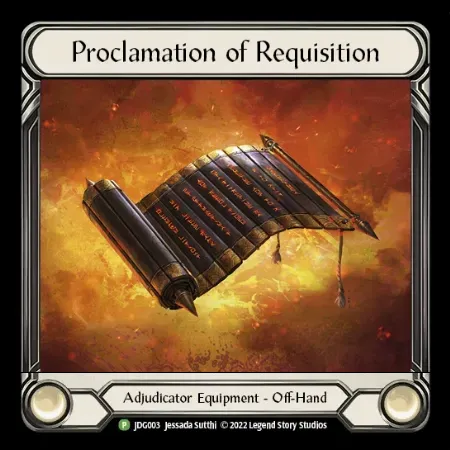 Proclamation of Requisition
Adjudicator Equipment - Off-Hand
P JDG003 Jessada Sutthi © 2022 Legend Story Studios